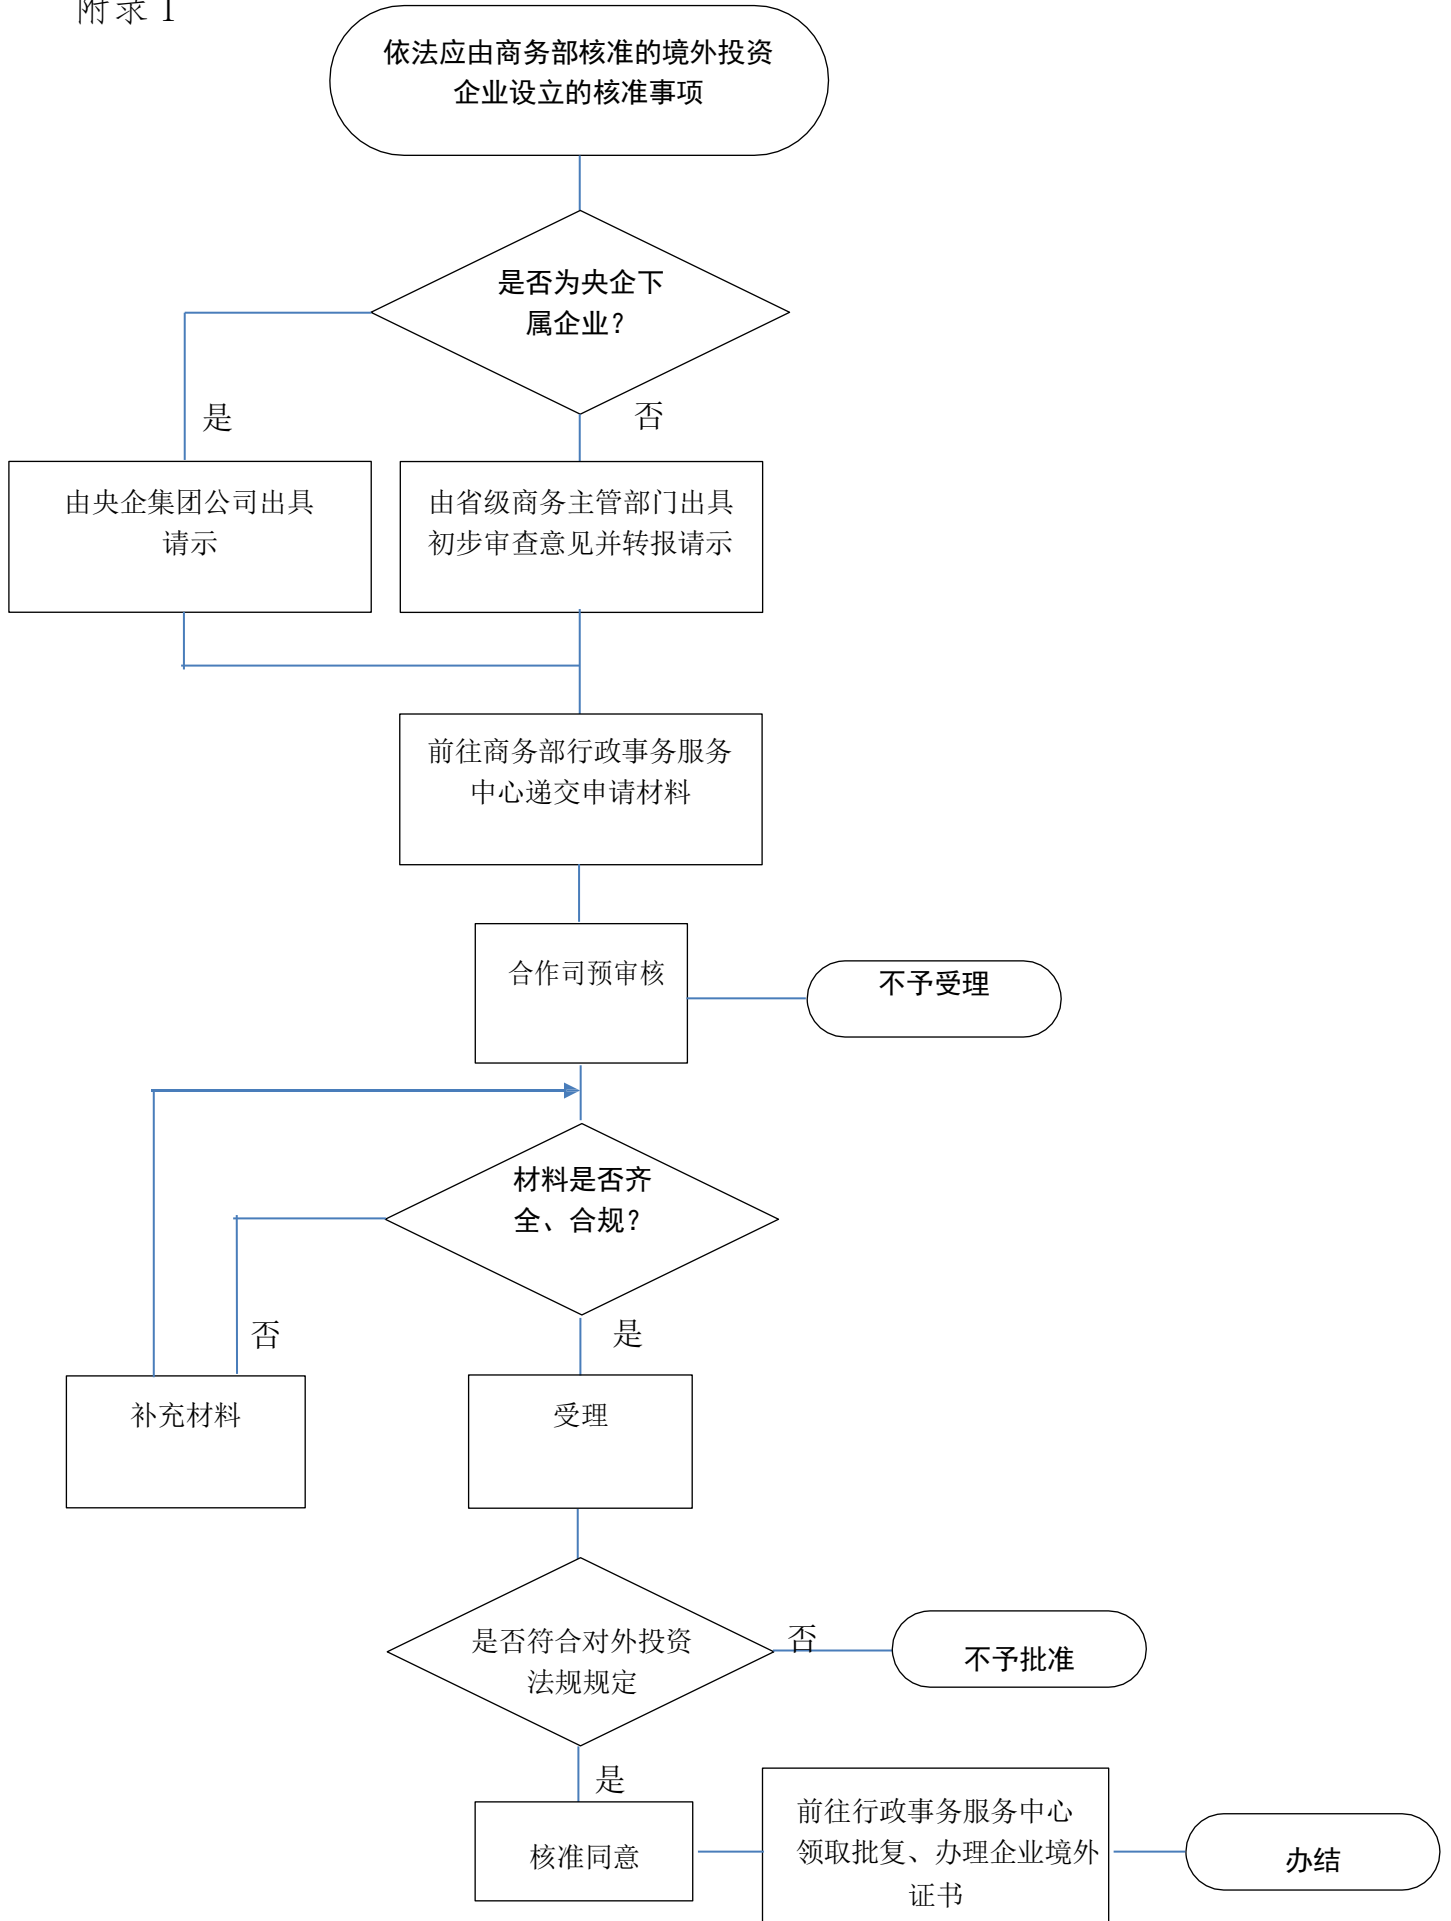 附录 1
依法应由商务部核准的境外投资
企业设立的核准事项
是否为央企下
属企业？
是
否
由央企集团公司出具
请示
由省级商务主管部门出具
初步审查意见并转报请示
前往商务部行政事务服务
中心递交申请材料
合作司预审核
不予受理
材料是否齐
全、合规？
否
是
补充材料
受理
是否符合对外投资
法规规定
否
不予批准
是
核准同意
前往行政事务服务中心
领取批复、办理企业境外
证书
办结